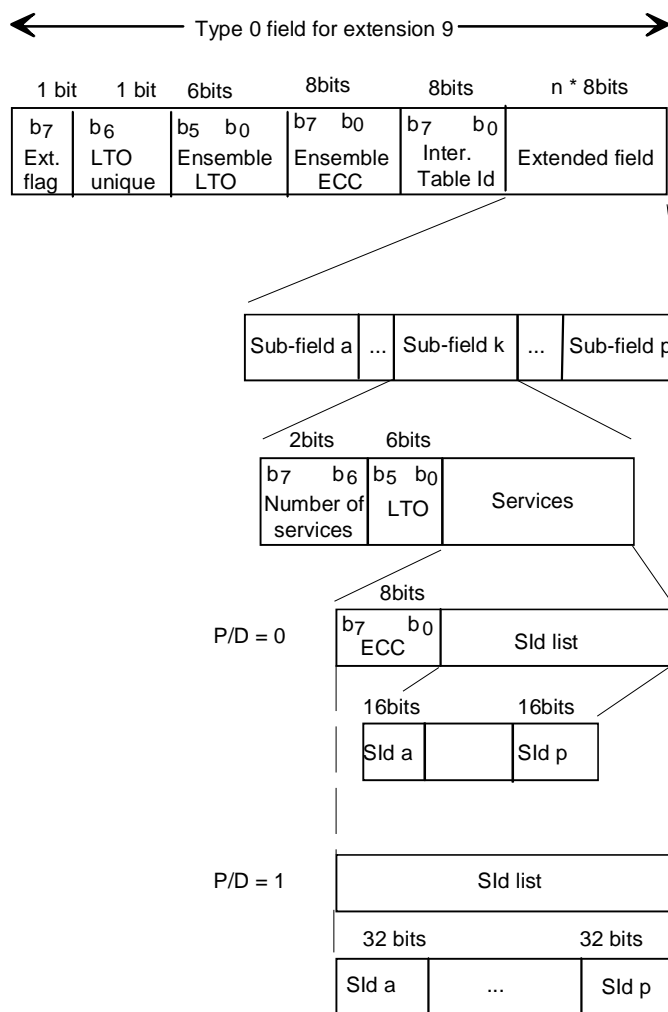 Type 0 field for extension 9
1 bit 1 bit 6bits 8bits 8bits n * 8bits
b7 b6 b5 b0 b7 b0 b7 b0
Ext. LTO Ensemble Ensemble Inter. Extended field
flag unique LTO ECC Table Id
Sub-field a ... Sub-field k ... Sub-field p
2bits 6bits
b7 b6 b5 b0
Number of LTO Services
services
8bits
P/D = 0 b7 b0
ECC SId list
16bits 16bits
SId a SId p
P/D = 1 SId list
32 bits 32 bits
SId a ... SId p